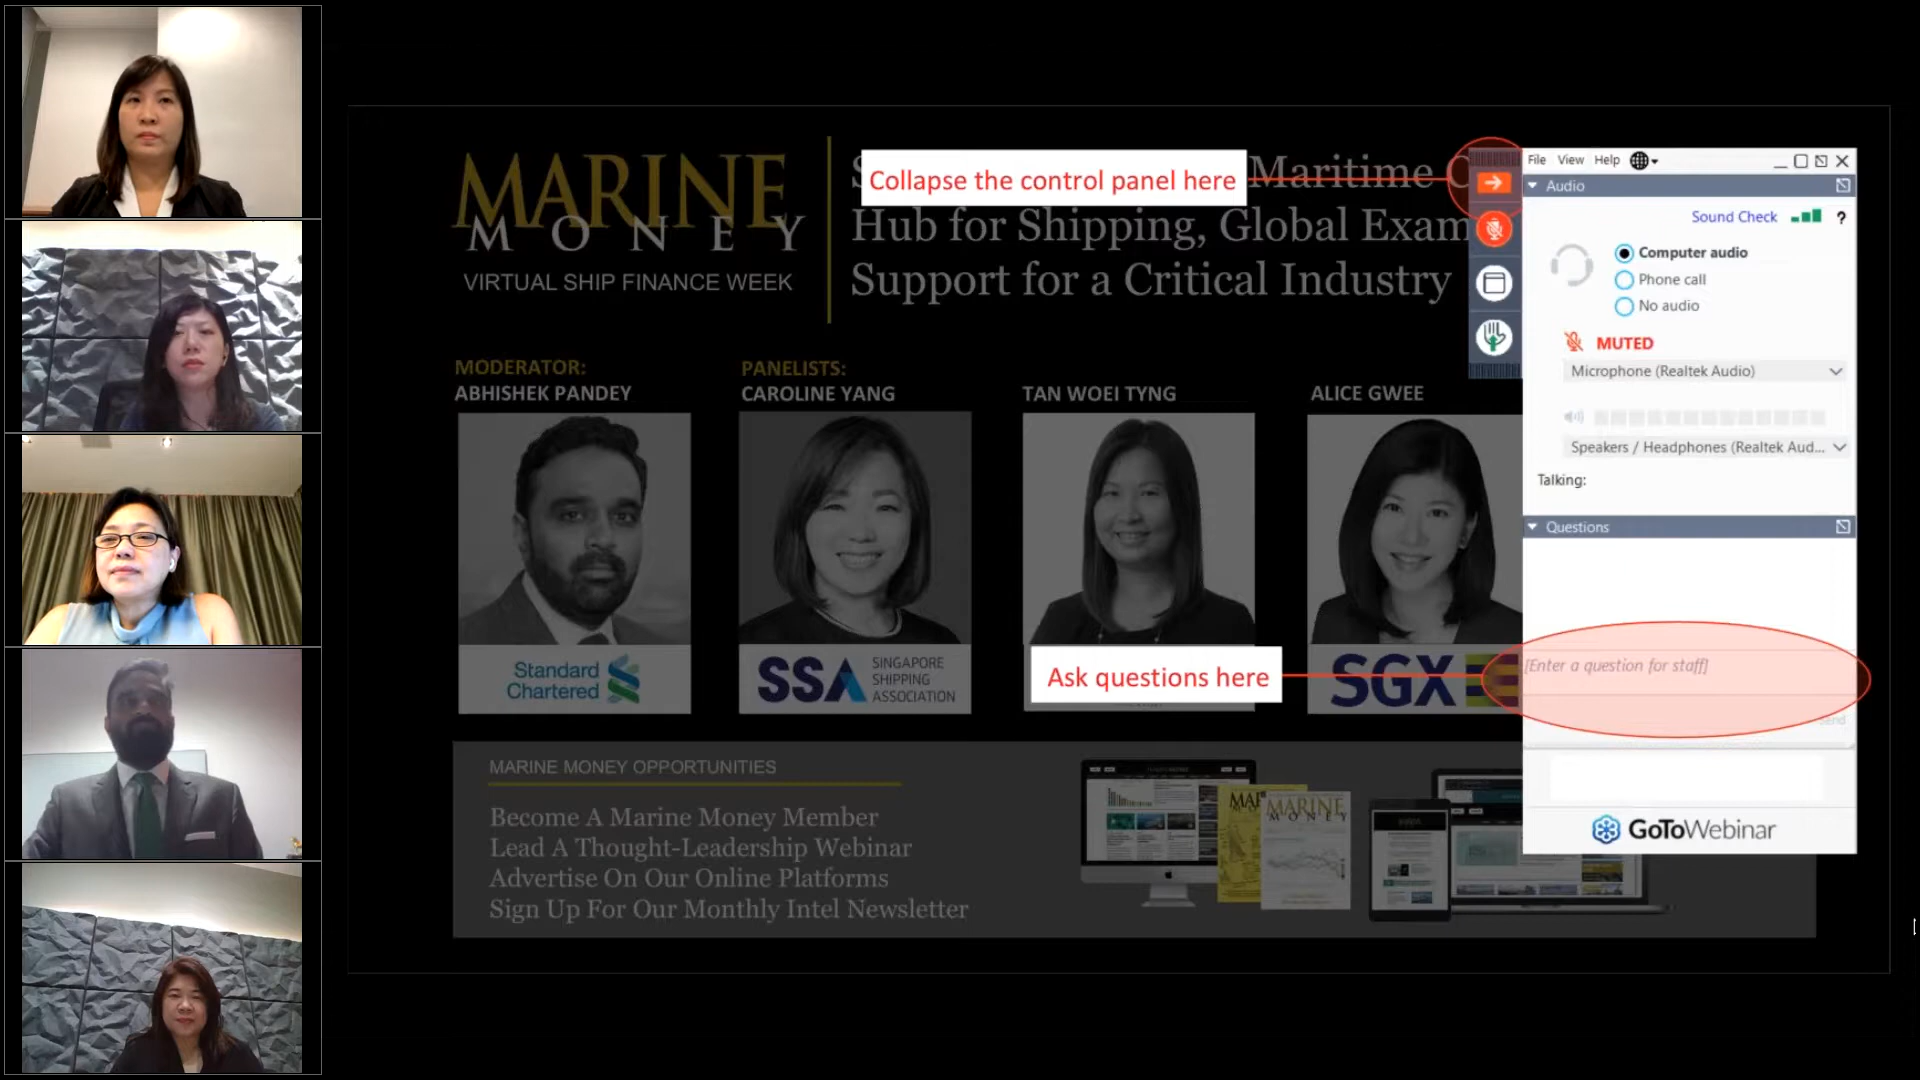 MARINE
MONEY
VIRTUAL SHIP FINANCE WEEK
Maritime
Hub for Shipping, Global Exam
Support for a Critical Industry
Collapse the control panel here
MODERATOR:
ABHISHEK PANDEY
PANELISTS:
CAROLINE YANG
TAN WOEI TYNG
ALICE GWEE
Standard
Chartered
SSA
SINGAPORE
SHIPPING
ASSOCIATION
Ask questions here
SGX
MARINE MONEY OPPORTUNITIES
Become A Marine Money Member
Lead A Thought-Leadership Webinar
Advertise On Our Online Platforms
Sign Up For Our Monthly Intel Newsletter
MARINE
MONEY
File View Help
Audio
Sound Check ?
Computer audio
Phone call
No audio
MUTED
Microphone (Realtek Audio)
Speakers / Headphones (Realtek Aud...
Talking:
Questions
[Enter a question for staff]
Send
GoToWebinar